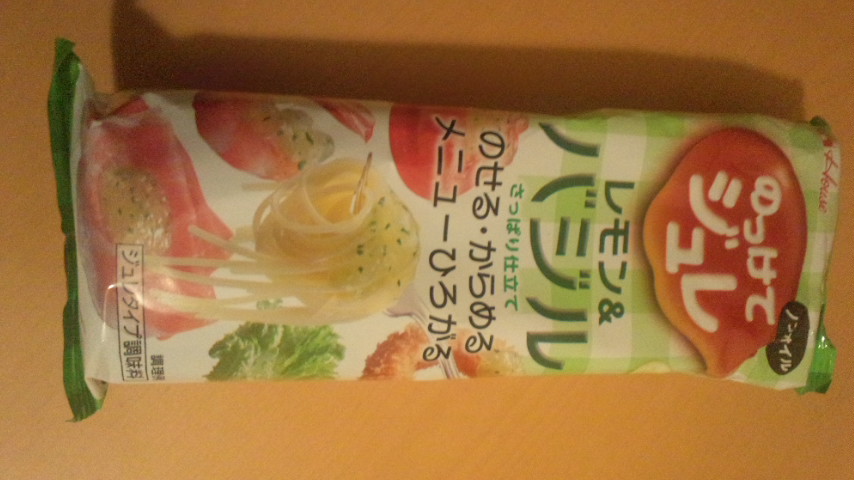 House
のっけて
ジュレ
ノンオイル
レモン&
バジル
さっぱり仕立て
のせる・からめる
メニューひろがる
ジュレタイプ調味料